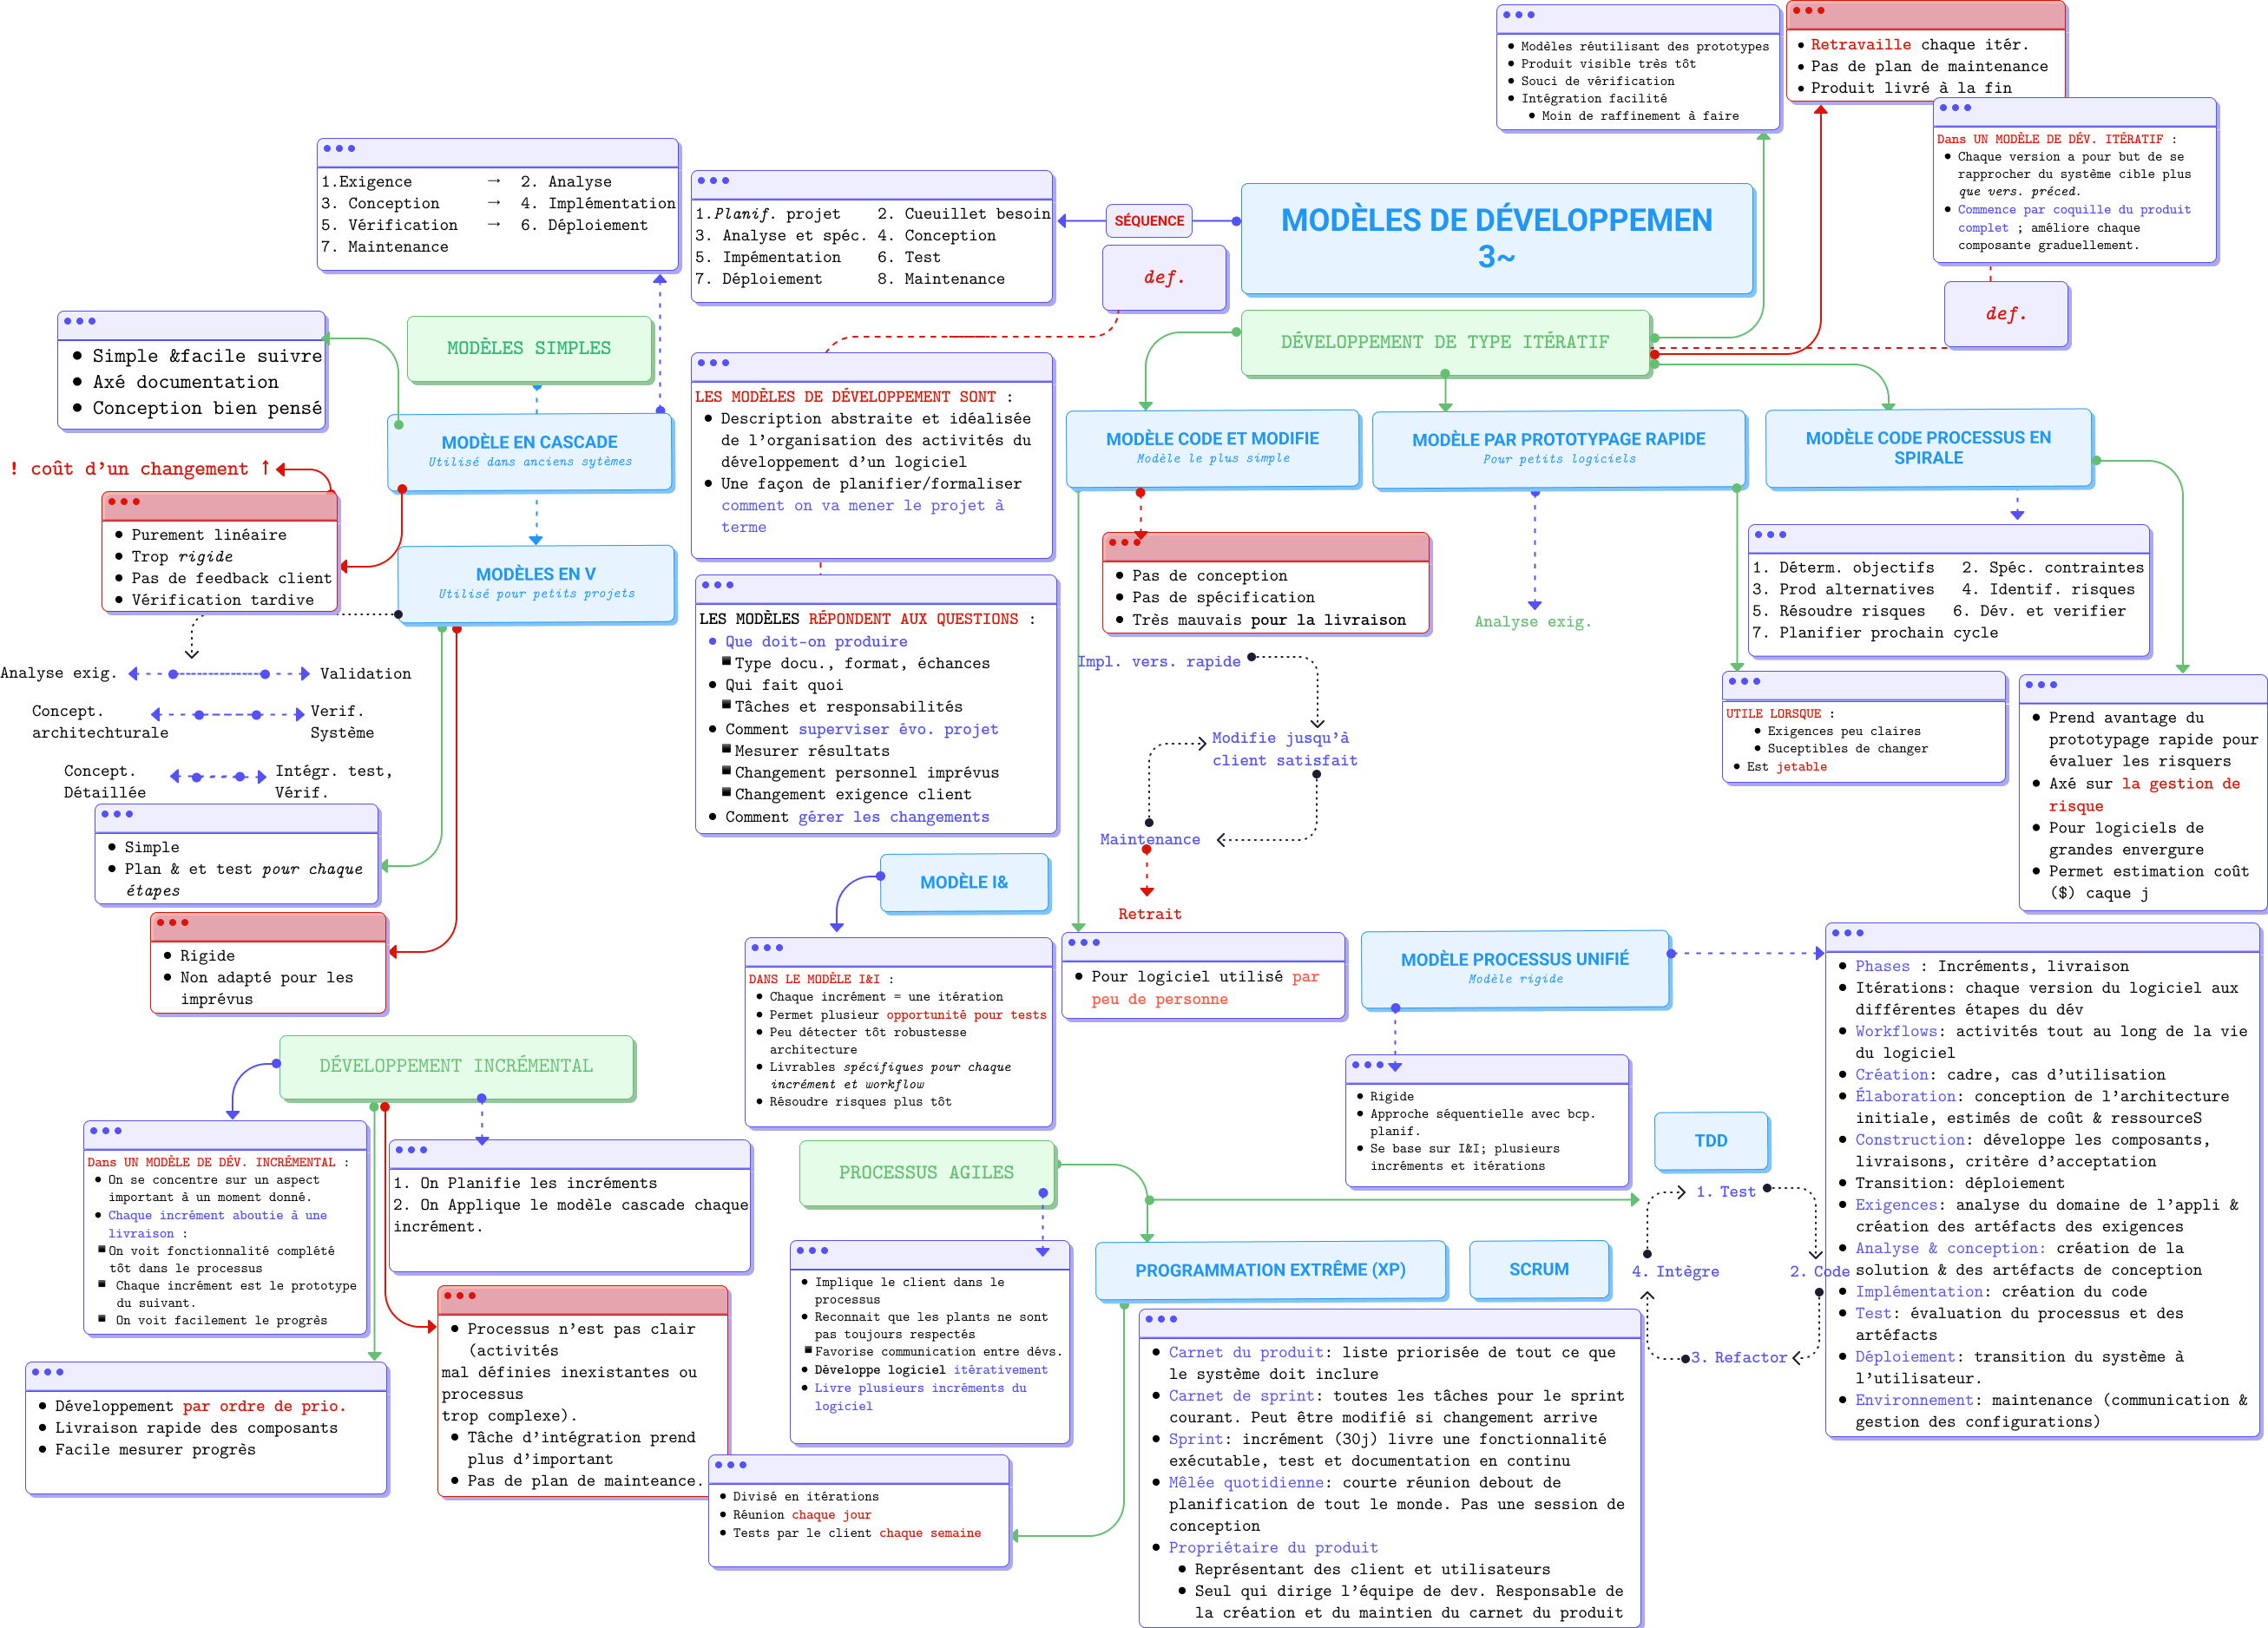 Modèles réutilisant des prototypes
Produit visible très tôt
Souci de vérification
Intégration facilité
Moin de raffinement à faire
Retravaille chaque itér.
Pas de plan de maintenance
Produit livré à la fin
Dans UN MODÈLE DE DÉV. ITÉRATIF :
Chaque version a pour but de se
rapprocher du système cible plus
que vers. préced.
Commence par coquille du produit
complet ; améliore chaque
composante graduellement.
def.
1.Exigence → 2. Analyse
3. Conception → 4. Implémentation
5. Vérification → 6. Déploiement
7. Maintenance
1.Planif. projet 2. Cueuillet besoin
3. Analyse et spéc. 4. Conception
5. Impémentation 6. Test
7. Déploiement 8. Maintenance
SÉQUENCE
def.
MODÈLES DE DÉVELOPPEMEN
3~
Simple &facile suivre
Axé documentation
Conception bien pensé
MODÈLES SIMPLES
DÉVELOPPEMENT DE TYPE ITÉRATIF
MODÈLE EN CASCADE
Utilisé dans anciens sytèmes
! coût d'un changement ↑
Purement linéaire
Trop rigide
Pas de feedback client
Vérification tardive
MODÈLES EN V
Utilisé pour petits projets
LES MODÈLES DE DÉVELOPPEMENT SONT :
Description abstraite et idéalisée
de l'organisation des activités du
développement d'un logiciel
Une façon de planifier/formaliser
comment on va mener le projet à
terme
MODÈLE CODE ET MODIFIE
Modèle le plus simple
MODÈLE PAR PROTOTYPAGE RAPIDE
Pour petits logiciels
MODÈLE CODE PROCESSUS EN
SPIRALE
Pas de conception
Pas de spécification
Très mauvais pour la livraison
Analyse exig.
1. Déterm. objectifs 2. Spéc. contraintes
3. Prod alternatives 4. Identif. risques
5. Résoudre risques 6. Dév. et verifier
7. Planifier prochain cycle
Analyse exig.
Validation
Concept.
architechturale
Verif.
Système
Concept.
Détaillée
Intégr. test,
Vérif.
LES MODÈLES RÉPONDENT AUX QUESTIONS :
Que doit-on produire
Type docu., format, échances
Qui fait quoi
Tâches et responsabilités
Comment superviser évo. projet
Mesurer résultats
Changement personnel imprévus
Changement exigence client
Comment gérer les changements
Impl. vers. rapide
Modifie jusqu'à
client satisfait
Maintenance
Retrait
UTILE LORSQUE :
Exigences peu claires
Suceptibles de changer
Est jetable
Prend avantage du
prototypage rapide pour
évaluer les risquers
Axé sur la gestion de
risque
Pour logiciels de
grandes envergure
Permet estimation coût
($) caque j
Simple
Plan & et test pour chaque
étapes
Rigide
Non adapté pour les
imprévus
MODÈLE I&
DANS LE MODÈLE I&I :
Chaque incrément = une itération
Permet plusieur opportunité pour tests
Peu détecter tôt robustesse
architecture
Livrables spécifiques pour chaque
incrément et workflow
Résoudre risques plus tôt
Pour logiciel utilisé par
peu de personne
MODÈLE PROCESSUS UNIFIÉ
Modèle rigide
Rigide
Approche séquentielle avec bcp.
planif.
Se base sur I&I; plusieurs
incréments et itérations
Phases : Incréments, livraison
Itérations: chaque version du logiciel aux
différentes étapes du dév
Workflows: activités tout au long de la vie
du logiciel
Création: cadre, cas d'utilisation
Élaboration: conception de l'architecture
initiale, estimés de coût & ressourceS
Construction: développe les composants,
livraisons, critère d'acceptation
Transition: déploiement
Exigences: analyse du domaine de l'appli &
création des artéfacts des exigences
Analyse & conception: création de la
solution & des artéfacts de conception
Implémentation: création du code
Test: évaluation du processus et des
artéfacts
Déploiement: transition du système à
l'utilisateur.
Environnement: maintenance (communication &
gestion des configurations)
DÉVELOPPEMENT INCRÉMENTAL
Dans UN MODÈLE DE DÉV. INCRÉMENTAL :
On se concentre sur un aspect
important à un moment donné.
Chaque incrément aboutie à une
livraison :
On voit fonctionnalité complété
tôt dans le processus
Chaque incrément est le prototype
du suivant.
On voit facilement le progrès
1. On Planifie les incréments
2. On Applique le modèle cascade chaque
incrément.
Développement par ordre de prio.
Livraison rapide des composants
Facile mesurer progrès
Processus n'est pas clair
(activités
mal définies inexistantes ou
processus
trop complexe).
Tâche d'intégration prend
plus d'important
Pas de plan de mainteance.
PROCESSUS AGILES
Implique le client dans le
processus
Reconnait que les plants ne sont
pas toujours respectés
Favorise communication entre dévs.
Développe logiciel itérativement
Livre plusieurs incréments du
logiciel
PROGRAMMATION EXTRÊME (XP)
Divisé en itérations
Réunion chaque jour
Tests par le client chaque semaine
SCRUM
Carnet du produit: liste priorisée de tout ce que
le système doit inclure
Carnet de sprint: toutes les tâches pour le sprint
courant. Peut être modifié si changement arrive
Sprint: incrément (30j) livre une fonctionnalité
exécutable, test et documentation en continu
Mêlée quotidienne: courte réunion debout de
planification de tout le monde. Pas une session de
conception
Propriétaire du produit
Représentant des client et utilisateurs
Seul qui dirige l'équipe de dev. Responsable de
la création et du maintien du carnet du produit
TDD
1. Test
2. Code
3. Refactor
4. Intègre